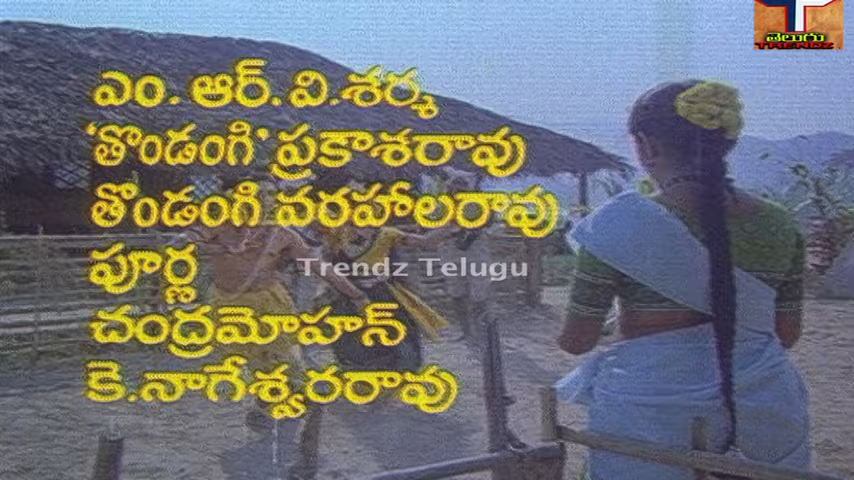 తెలుగు
TRENDZ
ఎం. ఆర్. వి.శర్మ
'తొండంగి' ప్రకాశరావు
తొండంగి వరహాలరావు
పూర్ణ
Trendz Telugu
చంద్రమోహన్
కె.నాగేశ్వరరావు